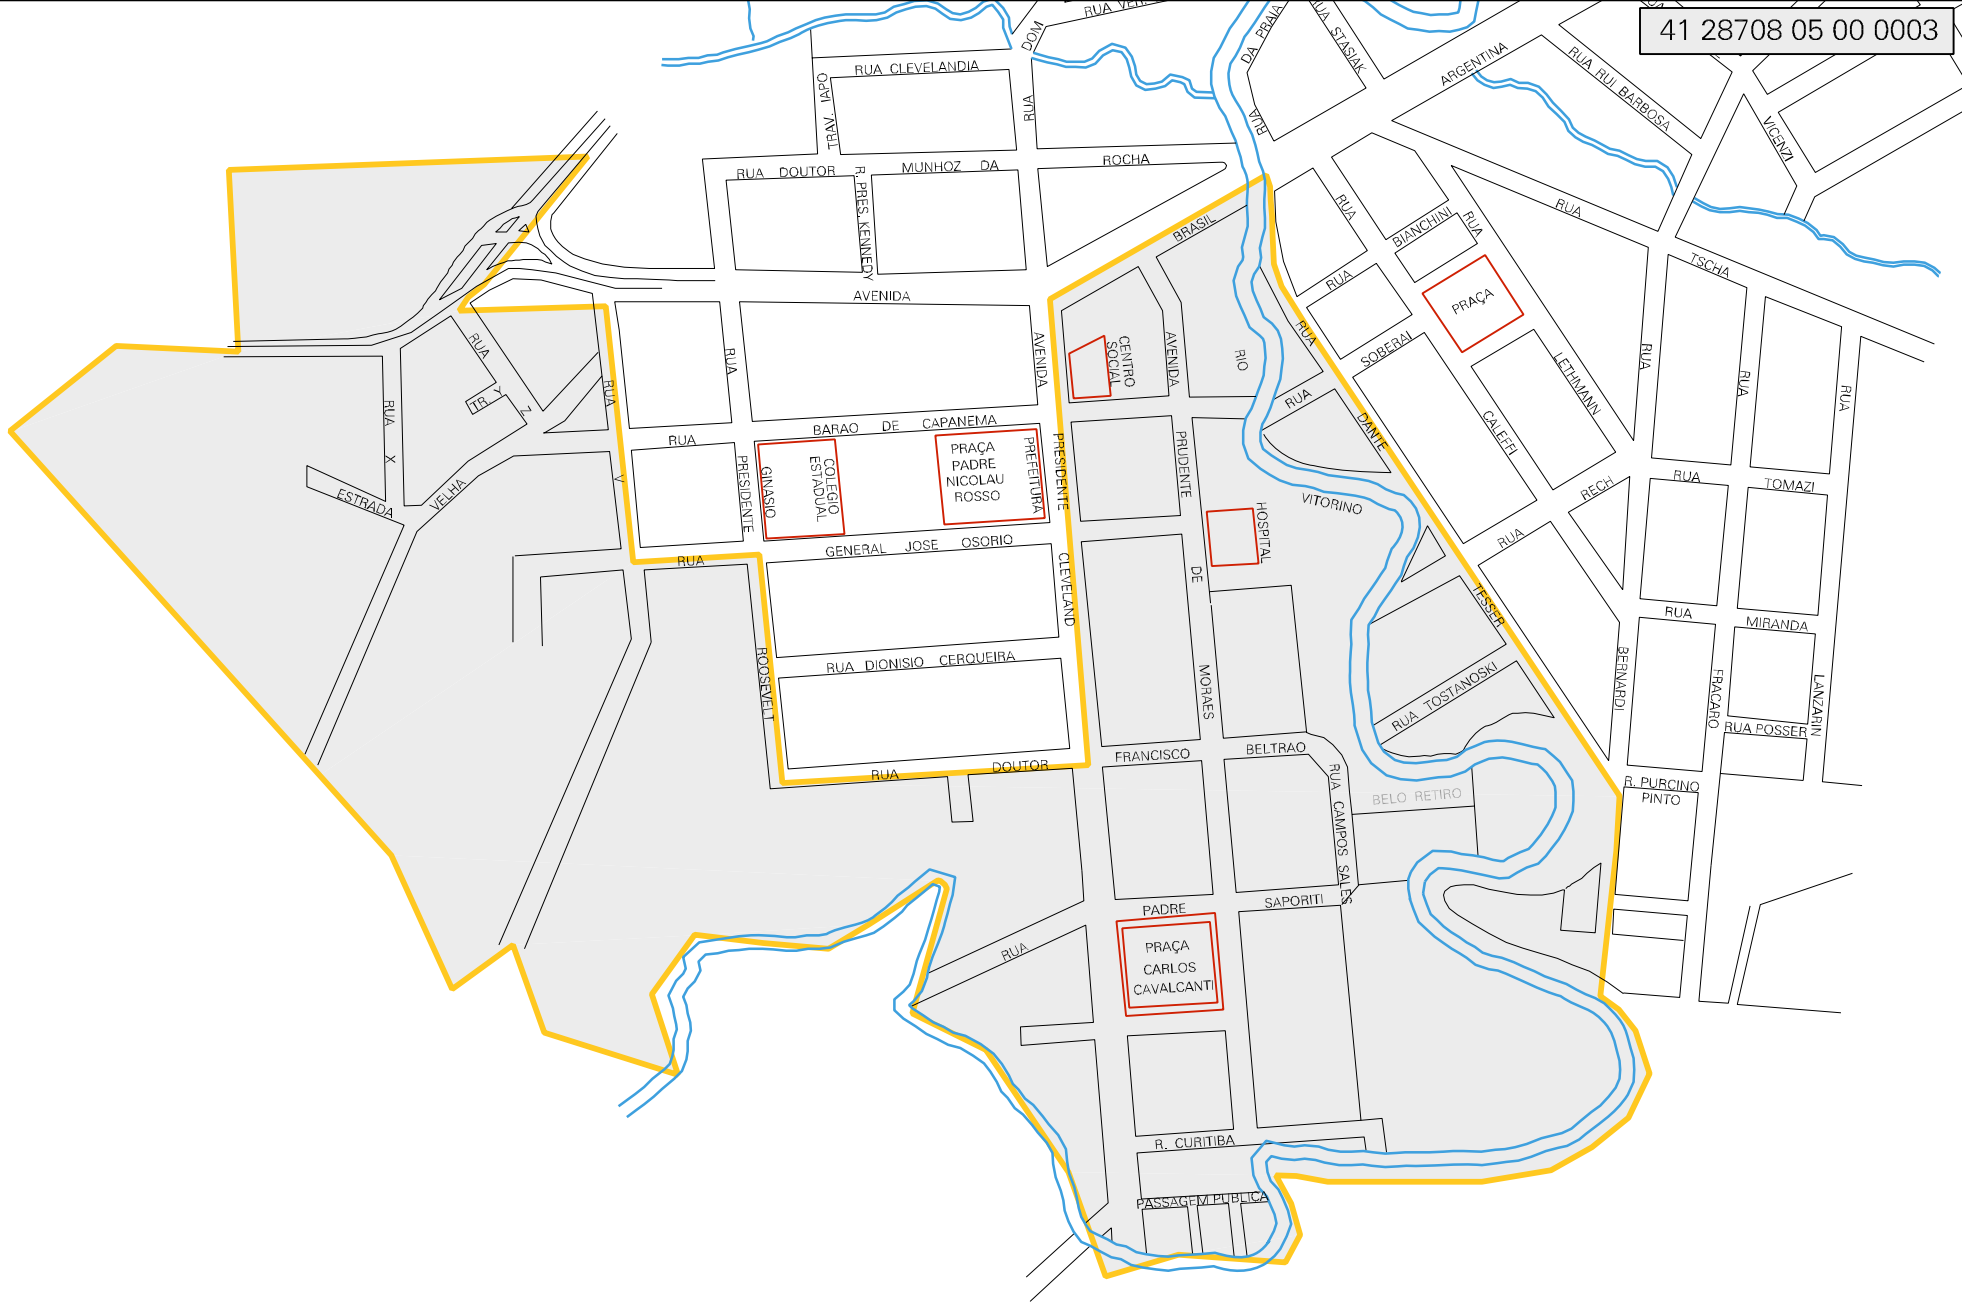 41 28708 05 00 0003
DOM
DA PRAIA
RUA
RUA STASIAK
ARGENTINA
RUA RUI BARBOSA
VICENZI
RUA CLEVELANDIA
TRAV. IAPO
RUA
RUA DOUTOR
MUNHOZ DA
ROCHA
R. PRES. KENNEDY
AVENIDA
BRASIL
RUA
BIANCHINI
RUA
RUA
TSCHA
RUA
PRAÇA
SOBERAI
RUA
LETHMANN
CALEFFI
RECH
RUA
DANTE
TESSER
RUA
RUA
RUA
RUA
TOMAZI
RUA
MIRANDA
BERNARDI
FRACARO
LANZARIN
RUA POSSER
R. PURCINO
PINTO
CENTRO
SOCIAL
AVENIDA
AVENIDA
RIO
RUA
RUA
RUA
TR Y
Z
RUA
X
ESTRADA
VELHA
RUA
V
RUA
BARAO DE CAPANEMA
PRESIDENTE
GINASIO
COLEGIO
ESTADUAL
PRAÇA
PADRE
NICOLAU
ROSSO
PREFEITURA
PRESIDENTE
PRUDENTE
HOSPITAL
VITORINO
RUA
GENERAL JOSE OSORIO
CLEVELAND
DE
MORAES
RUA DIONISIO CERQUEIRA
ROOSEVELT
RUA
DOUTOR
FRANCISCO
BELTRAO
RUA TOSTANOSKI
RUA CAMPOS SALES
BELO RETIRO
RUA
PADRE
SAPORITI
PRAÇA
CARLOS
CAVALCANTI
R. CURITIBA
PASSAGEM PUBLICA